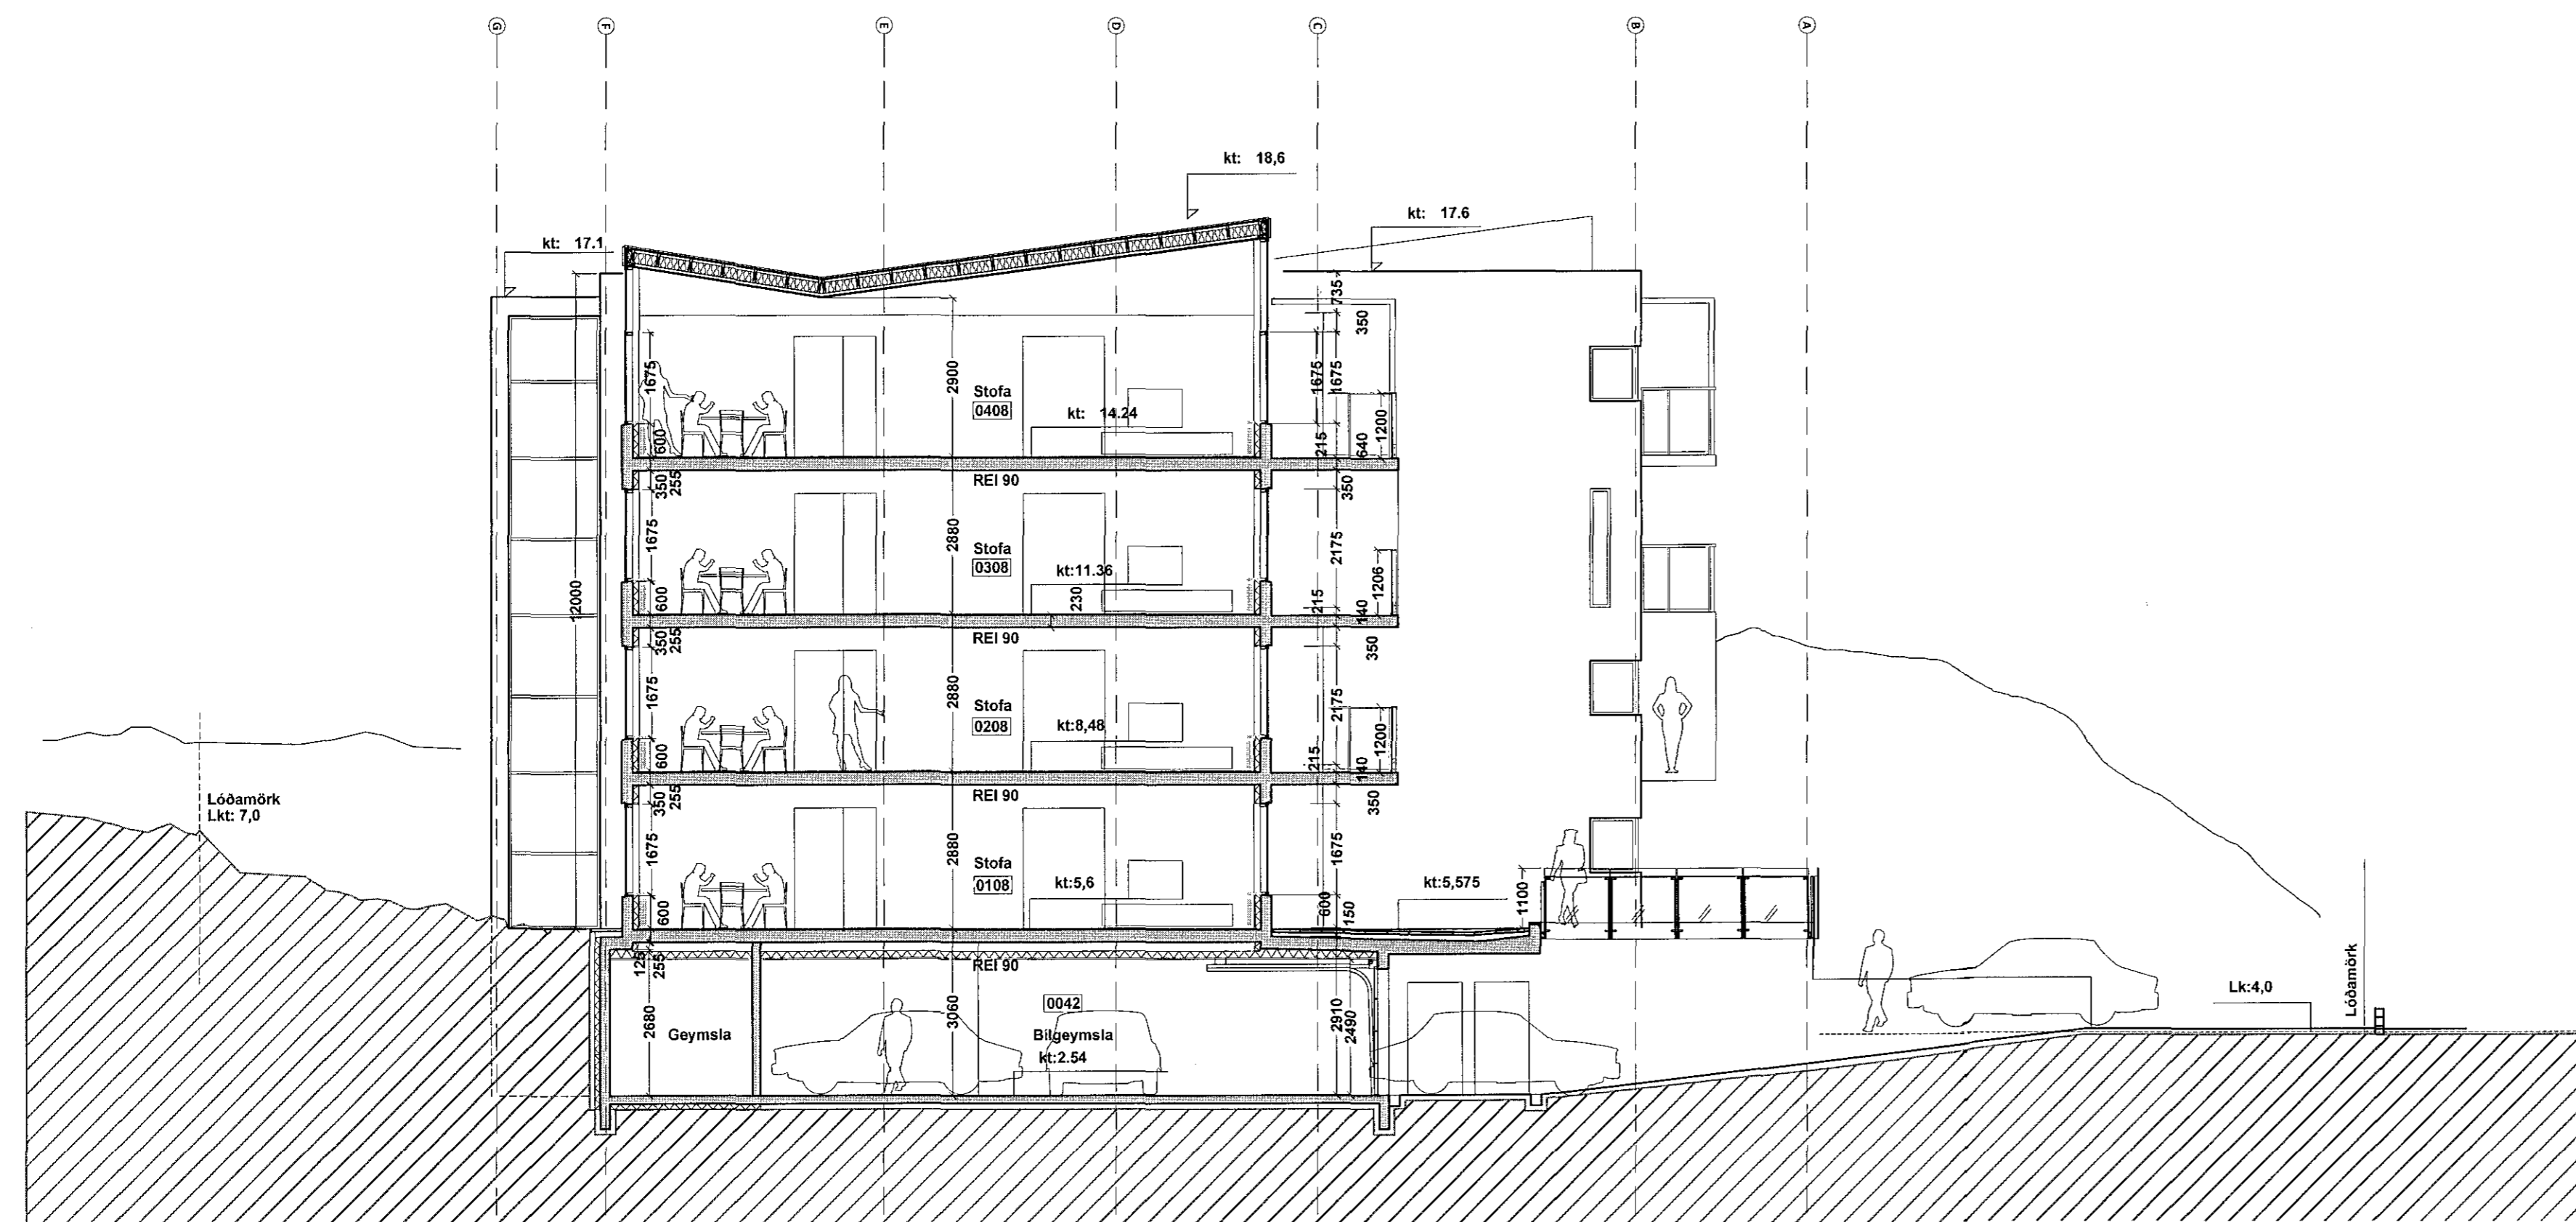 G F E D C B A
kt: 18,6
kt: 17.6
kt: 17.1
735
350
1675
2900
1675
1675
Stofa
0408
kt: 14.24
1200
600
215
640
REI 90
350
255
350
1675
2880
Stofa
0308
kt:11.36
2175
1206
12000
600
230
215
140
REI 90
350
255
350
1675
2880
Stofa
0208
kt:8,48
2175
1200
600
215
140
REI 90
350
255
350
Lóðamörk
Lkt: 7,0
1675
2880
Stofa
0108
kt:5,6
1675
kt:5,575
1100
600
600
150
125
255
REI 90
0042
2680
Geymsla
3060
Bílgeymsla
kt:2.54
2910
2490
Lk:4,0
Lóðamörk